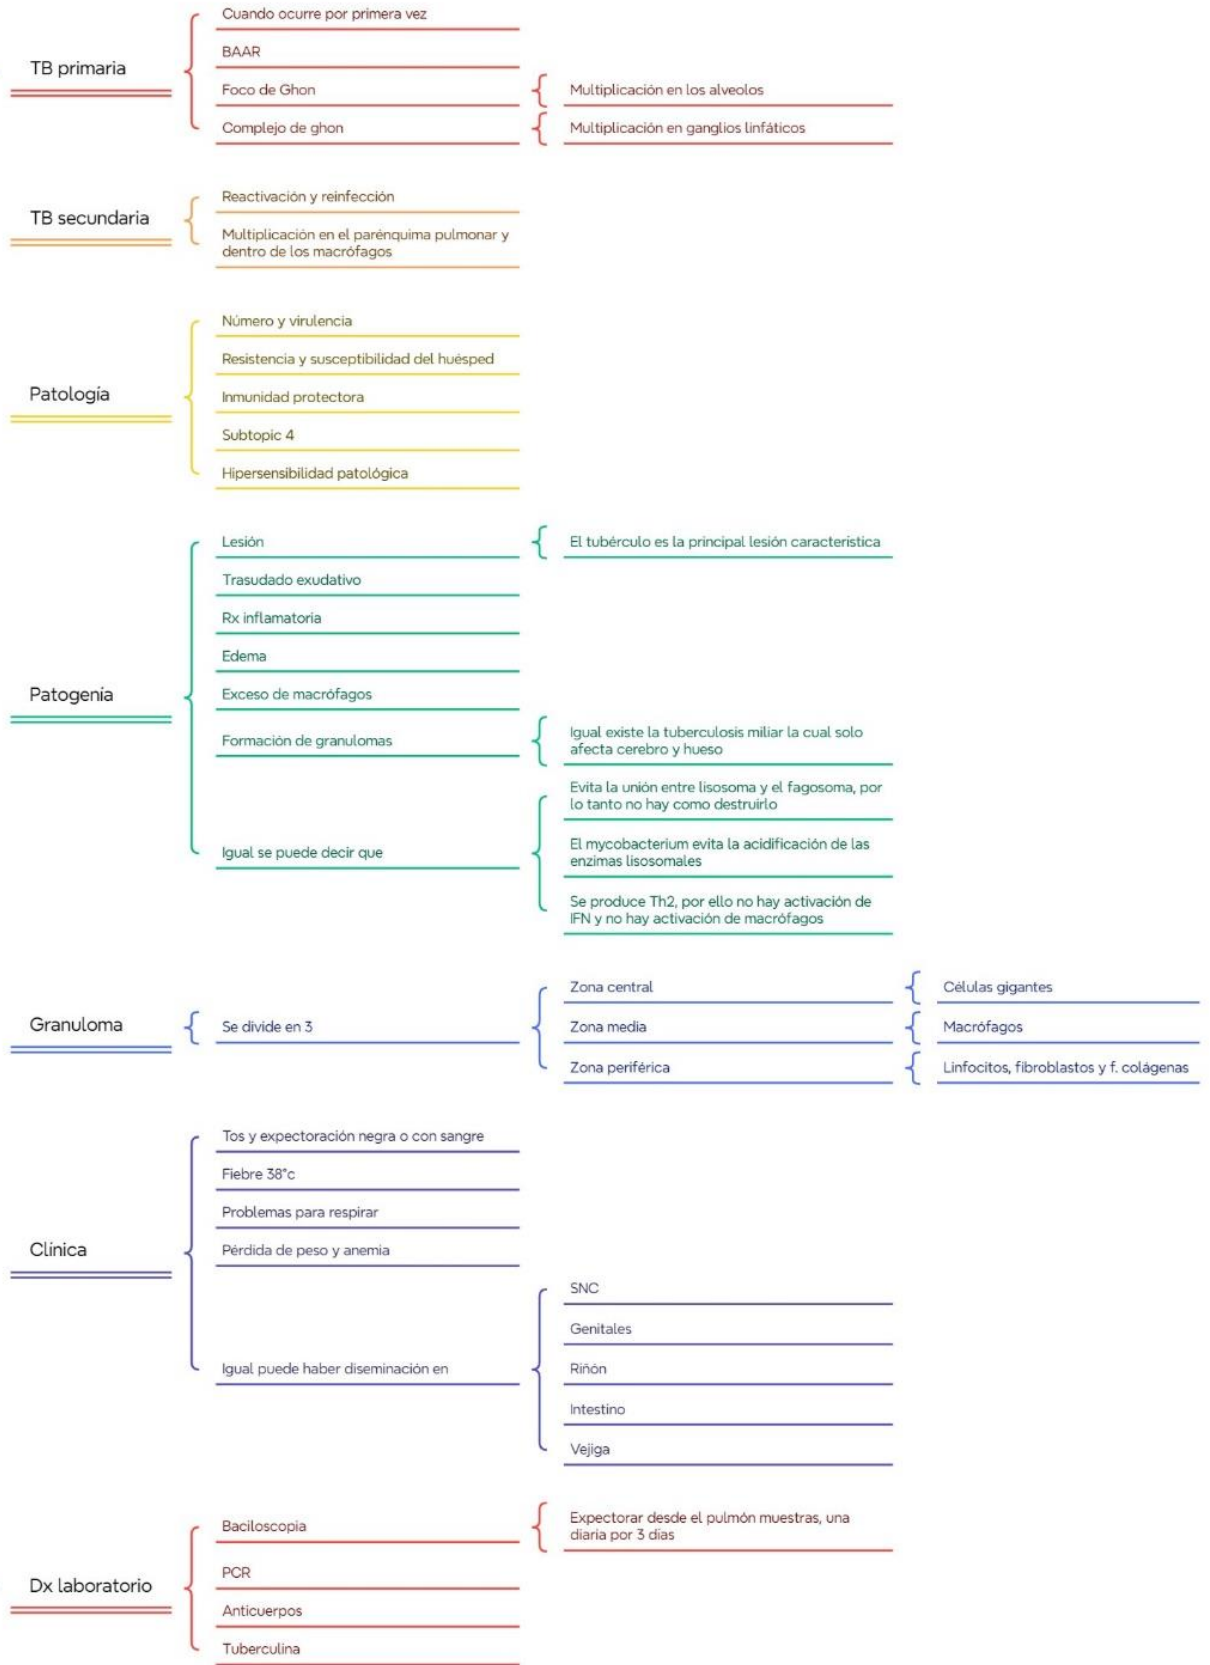 TB primaria
Cuando ocurre por primera vez
BAAR
Foco de Ghon
Multiplicación en los alveolos
Complejo de ghon
Multiplicación en ganglios linfáticos
TB secundaria
Reactivación y reinfección
Multiplicación en el parénquima pulmonar y
dentro de los macrófagos
Patología
Número y virulencia
Resistencia y susceptibilidad del huésped
Inmunidad protectora
Subtopic 4
Hipersensibilidad patológica
Patogenía
Lesión
El tubérculo es la principal lesión característica
Trasudado exudativo
Rx inflamatoria
Edema
Exceso de macrófagos
Formación de granulomas
Igual existe la tuberculosis miliar la cual solo
afecta cerebro y hueso
Igual se puede decir que
Evita la unión entre lisosoma y el fagosoma, por
lo tanto no hay como destruirlo
El mycobacterium evita la acidificación de las
enzimas lisosomales
Se produce Th2, por ello no hay activación de
IFN y no hay activación de macrófagos
Granuloma
Se divide en 3
Zona central
Células gigantes
Zona media
Macrófagos
Zona periférica
Linfocitos, fibroblastos y f. colágenas
Clínica
Tos y expectoración negra o con sangre
Fiebre 38°c
Problemas para respirar
Pérdida de peso y anemia
Igual puede haber diseminación en
SNC
Genitales
Riñón
Intestino
Vejiga
Dx laboratorio
Baciloscopia
Expectorar desde el pulmón muestras, una
diaria por 3 días
PCR
Anticuerpos
Tuberculina